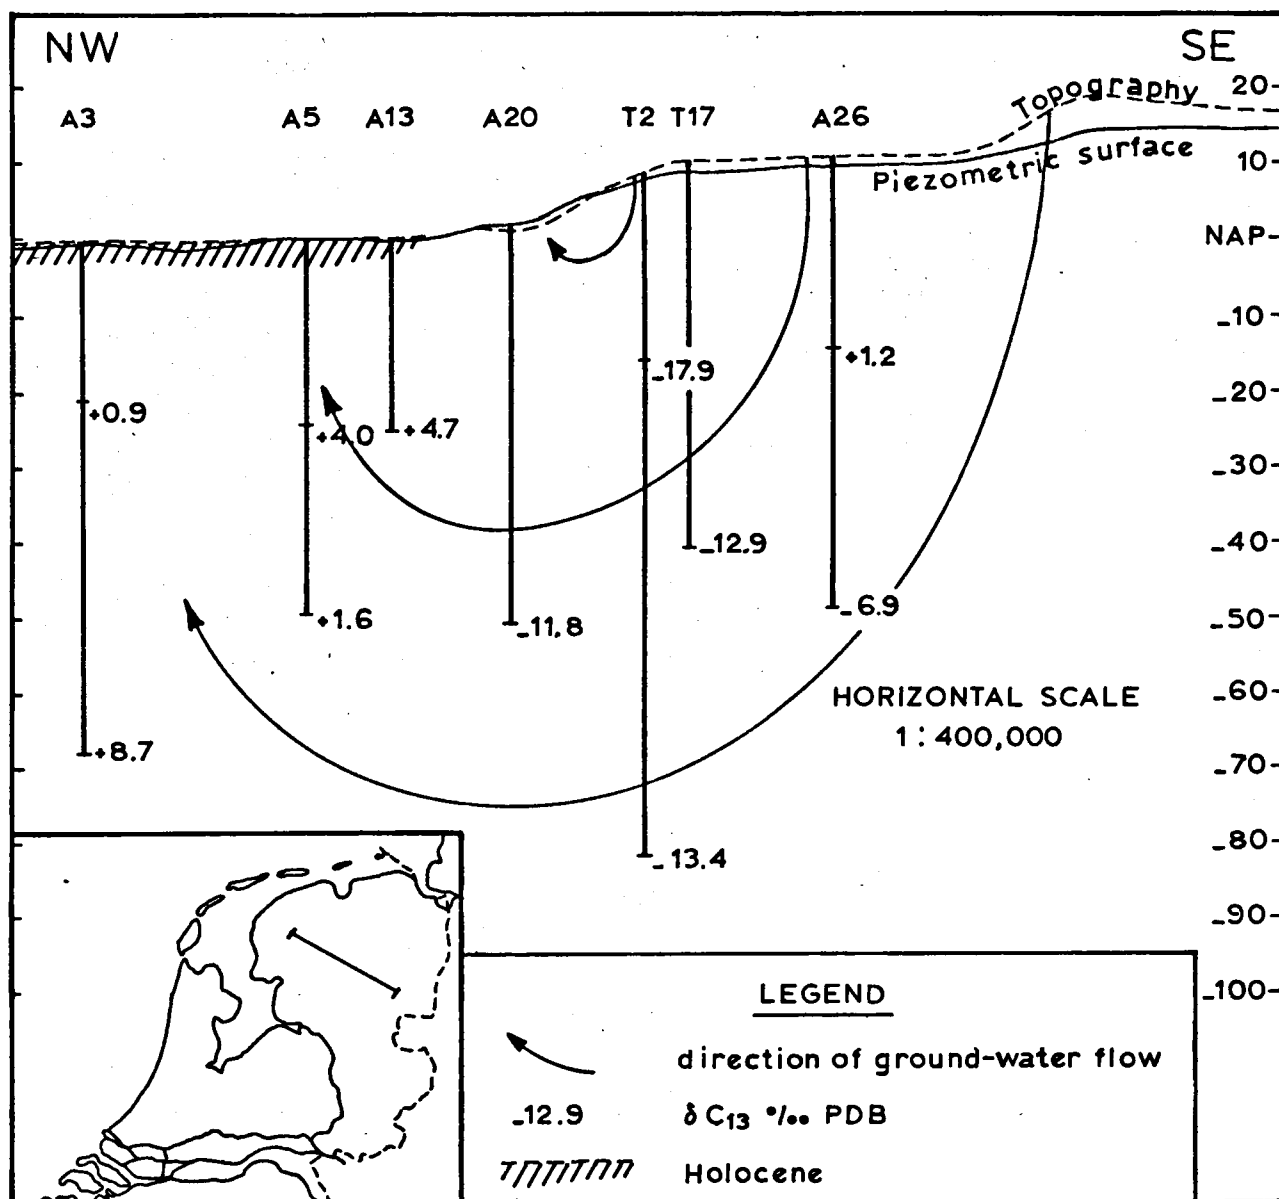 NW SE
A3 A5 A13 A20 T2 T17 A26
Topography
Piezometric surface
20-
10-
NAP-
-10-
-20-
-30-
-40-
-50-
-60-
-70-
-80-
-90-
-100-
+1.2
-17.9
+0.9
+4.0
+4.7
-12.9
-6.9
+1.6
-11.8
+8.7
-13.4
HORIZONTAL SCALE
1:400,000
LEGEND
direction of ground-water flow
-12.9 δC₁₃ ‰ PDB
Holocene